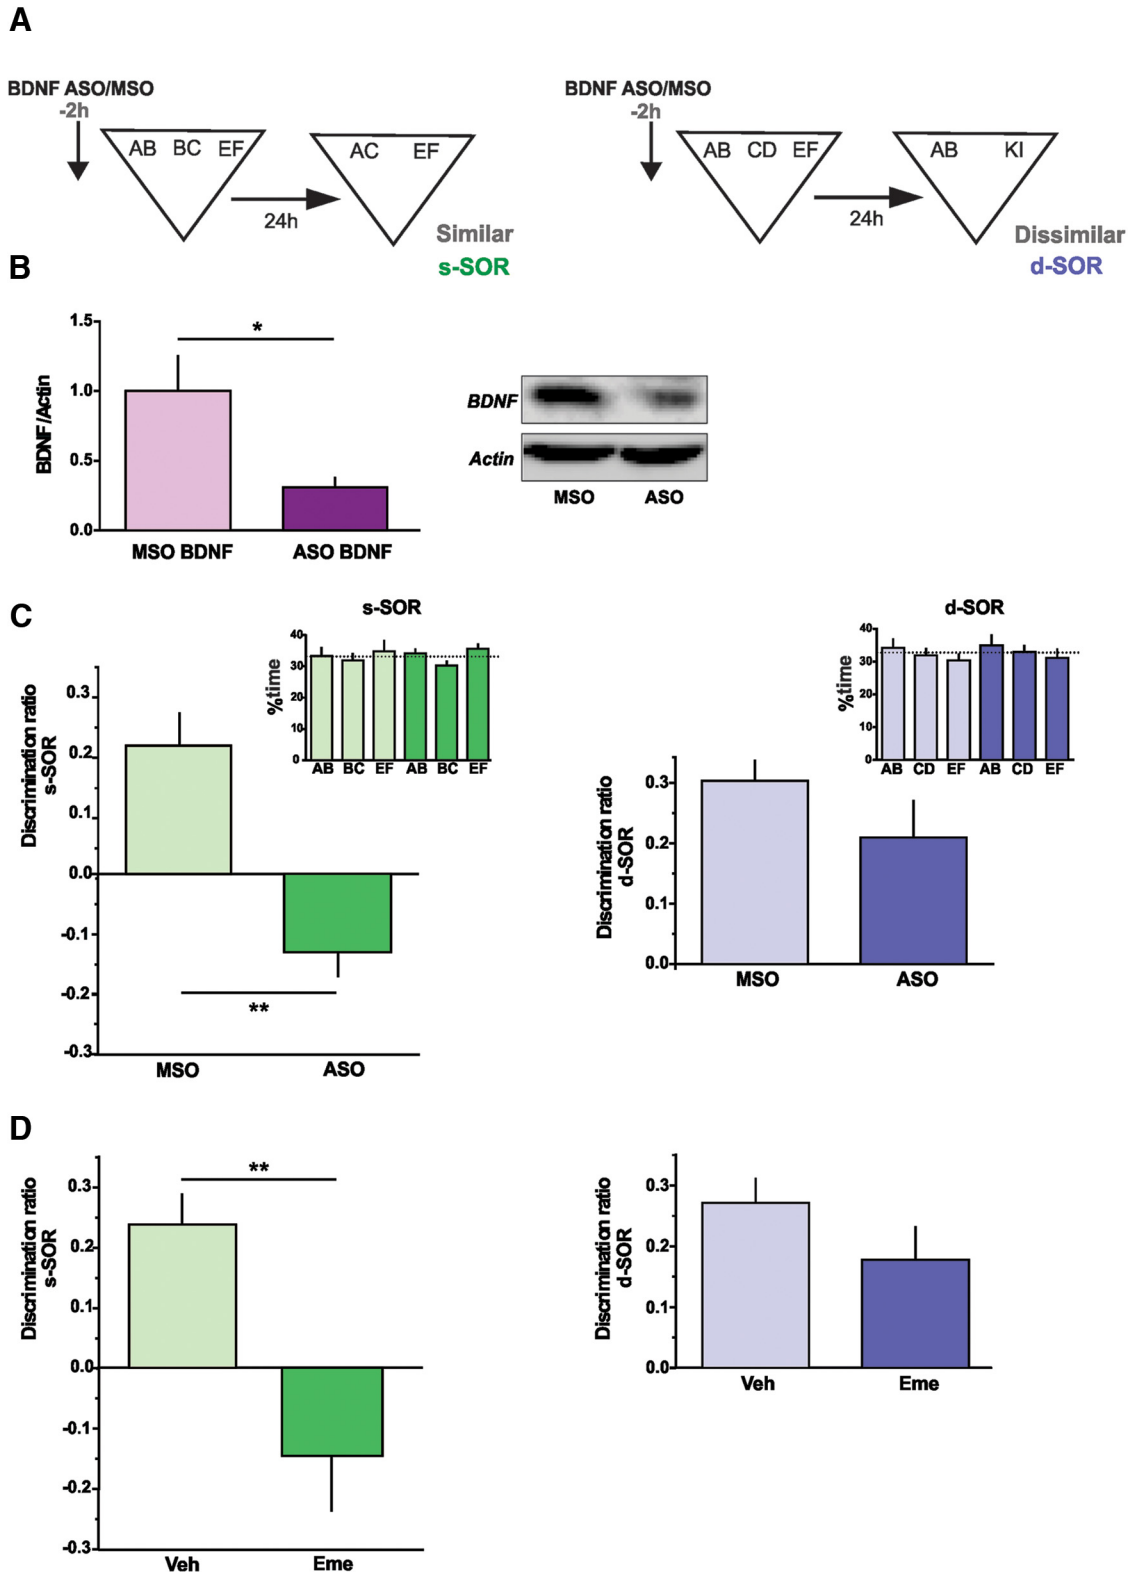 A
BDNF ASO/MSO
-2h
AB BC EF
24h
AC EF
Similar
s-SOR
BDNF ASO/MSO
-2h
AB CD EF
24h
AB KI
Dissimilar
d-SOR
B
BDNF/Actin
1.5
1.0
0.5
0.0
*
MSO BDNF ASO BDNF
BDNF
Actin
MSO ASO
C
Discrimination ratio
s-SOR
0.3
0.2
0.1
0.0
-0.1
-0.2
-0.3
**
MSO ASO
s-SOR
%time
40
30
20
10
0
AB BC EF AB BC EF
Discrimination ratio
d-SOR
0.3
0.2
0.1
0.0
MSO ASO
d-SOR
%time
40
30
20
10
0
AB CD EF AB CD EF
D
Discrimination ratio
s-SOR
0.3
0.2
0.1
0.0
-0.1
-0.2
-0.3
**
Veh Eme
Discrimination ratio
d-SOR
0.3
0.2
0.1
0.0
Veh Eme